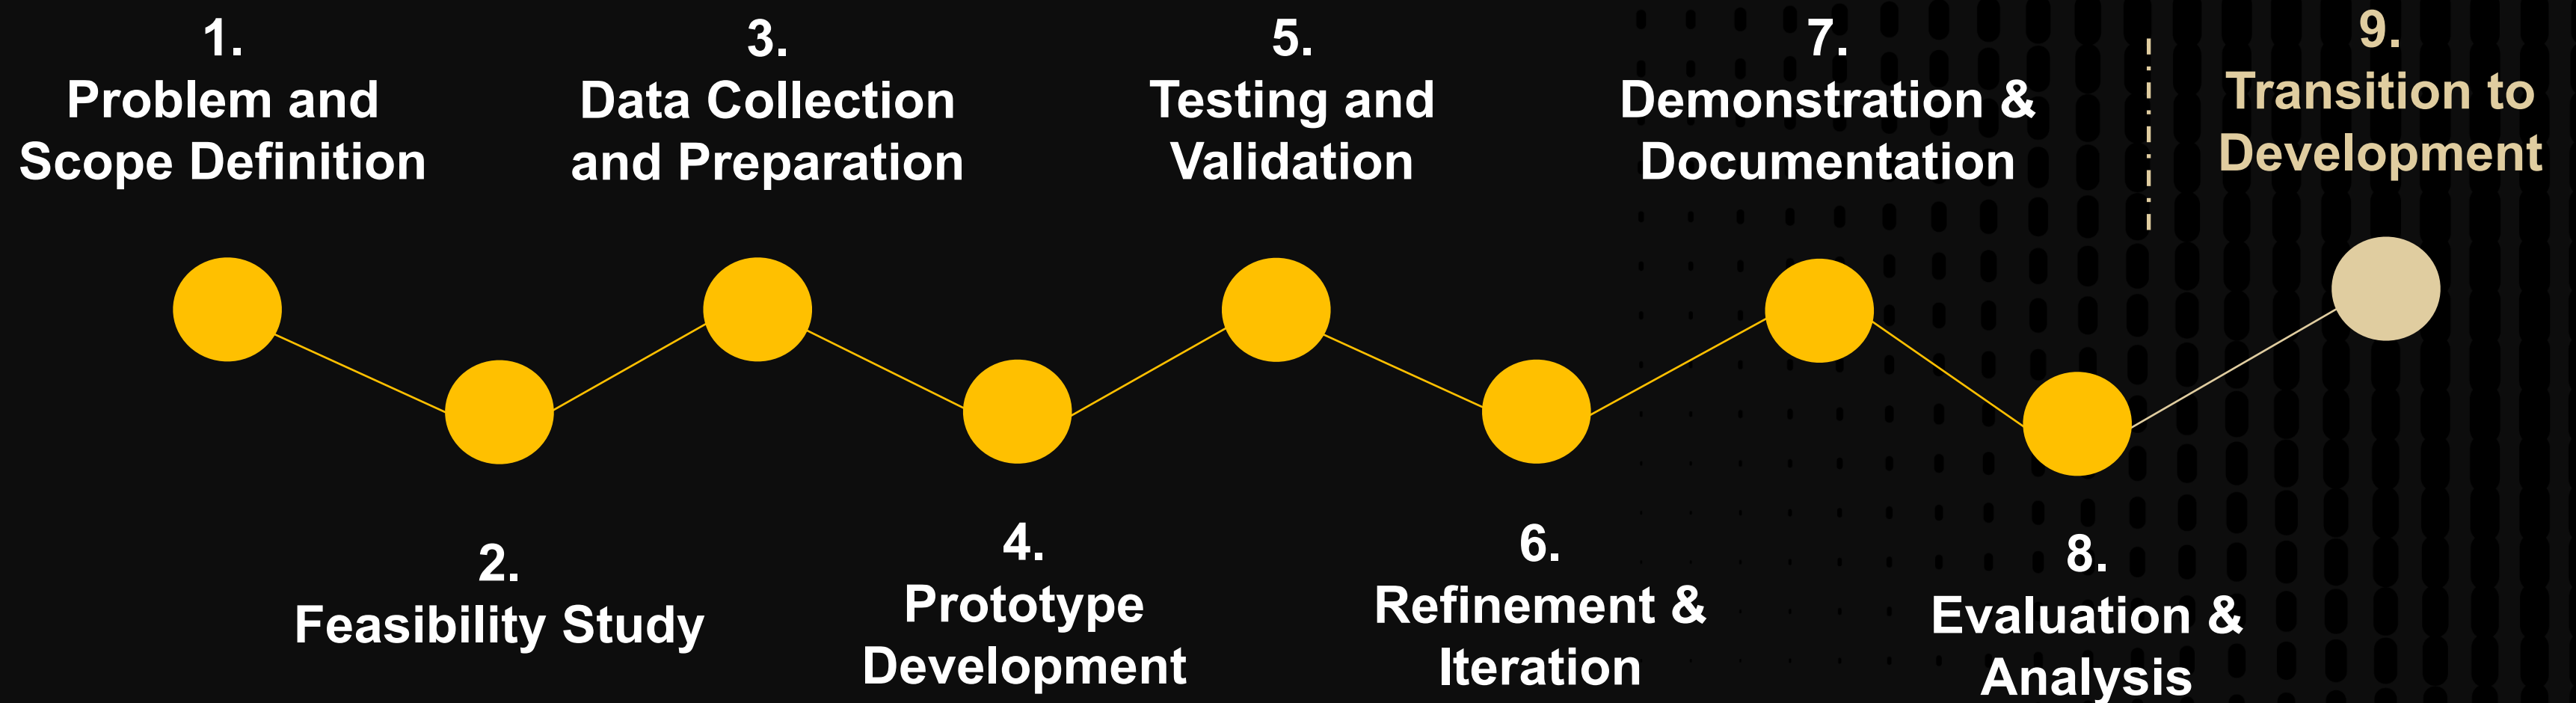 1.
Problem and
Scope Definition
2.
Feasibility Study
3.
Data Collection
and Preparation
4.
Prototype
Development
5.
Testing and
Validation
6.
Refinement &
Iteration
7.
Demonstration &
Documentation
8.
Evaluation &
Analysis
9.
Transition to
Development